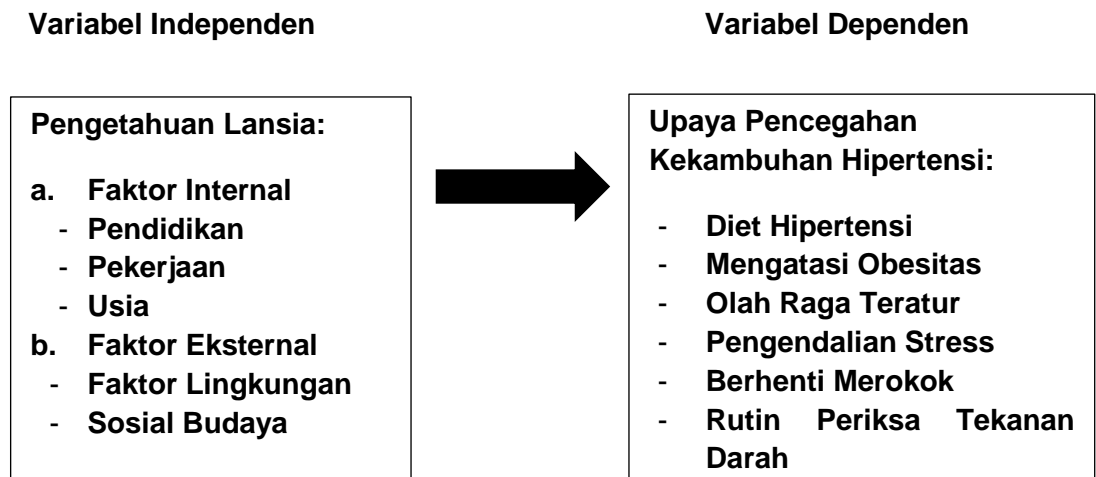 Variabel Independen
Variabel Dependen
Pengetahuan Lansia:
a. Faktor Internal
- Pendidikan
- Pekerjaan
- Usia
b. Faktor Eksternal
- Faktor Lingkungan
- Sosial Budaya
Upaya Pencegahan
Kekambuhan Hipertensi:
- Diet Hipertensi
- Mengatasi Obesitas
- Olah Raga Teratur
- Pengendalian Stress
- Berhenti Merokok
- Rutin Periksa Tekanan
Darah